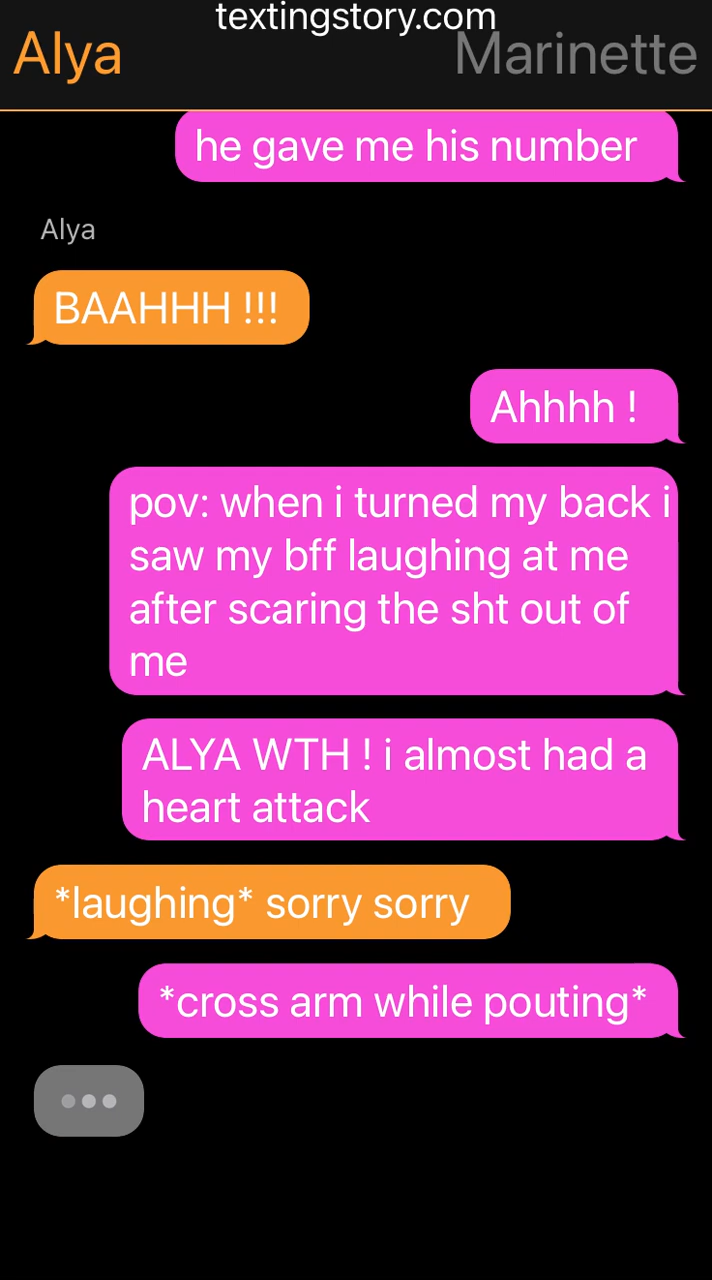 textingstory.com
Alya
Marinette
he gave me his number
Alya
BAAHHH !!!
Ahhhh !
pov: when i turned my back i
saw my bff laughing at me
after scaring the sht out of
me
ALYA WTH ! i almost had a
heart attack
*laughing* sorry sorry
*cross arm while pouting*